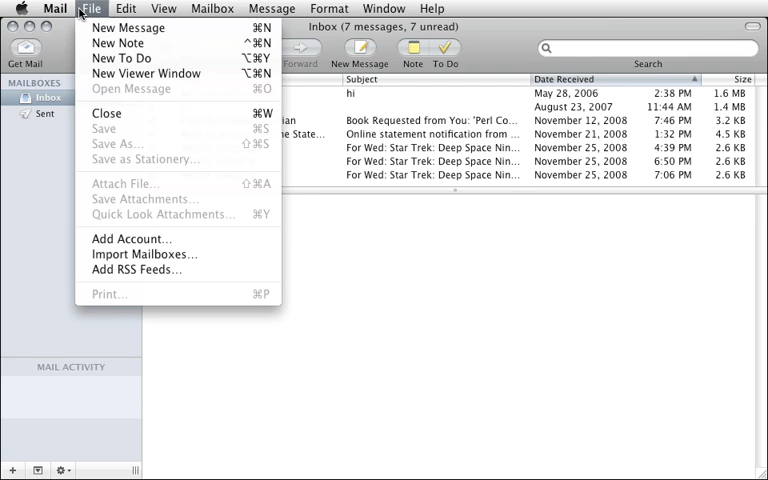 Mail File Edit View Mailbox Message Format Window Help
Inbox (7 messages, 7 unread)
New Message ⌘N
New Note ^⌘N
New To Do ⌥⌘Y
New Viewer Window ⌥⌘N
Open Message ⌘O
Close ⌘W
Save ⌘S
Save As... ⇧⌘S
Save as Stationery...
Attach File... ⇧⌘A
Save Attachments...
Quick Look Attachments... ⌘Y
Add Account...
Import Mailboxes...
Add RSS Feeds...
Print... ⌘P
Get Mail Forward New Message Note To Do Search
MAILBOXES
Inbox
Sent
Subject Date Received Size
hi May 28, 2006 2:38 PM 1.6 MB
August 23, 2007 11:44 AM 1.4 MB
ian Book Requested from You: 'Perl Co... November 12, 2008 7:46 PM 3.2 KB
ne State... Online statement notification from ... November 21, 2008 1:32 PM 4.5 KB
For Wed: Star Trek: Deep Space Nin... November 25, 2008 4:39 PM 2.6 KB
For Wed: Star Trek: Deep Space Nin... November 25, 2008 6:50 PM 2.6 KB
For Wed: Star Trek: Deep Space Nin... November 25, 2008 7:06 PM 2.6 KB
MAIL ACTIVITY